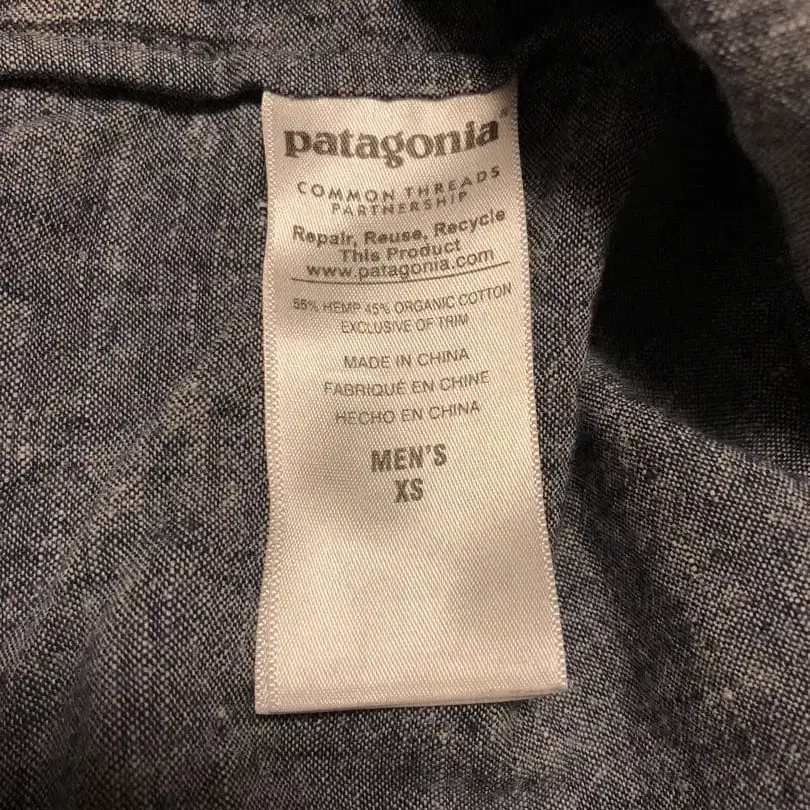 patagonia®
COMMON THREADS
PARTNERSHIP
Repair, Reuse, Recycle
This Product
www.patagonia.com
55% HEMP 45% ORGANIC COTTON
EXCLUSIVE OF TRIM
MADE IN CHINA
FABRIQUÉ EN CHINE
HECHO EN CHINA
MEN'S
XS